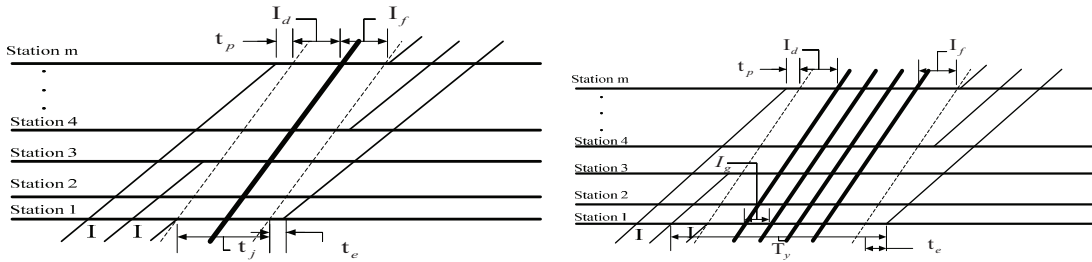 I_d
I_f
t_p
Station m
Station 4
Station 3
Station 2
Station 1
I
I
t_j
t_e
I_d
I_f
t_p
Station m
Station 4
I_g
Station 3
Station 2
Station 1
I
I
T_y
t_e